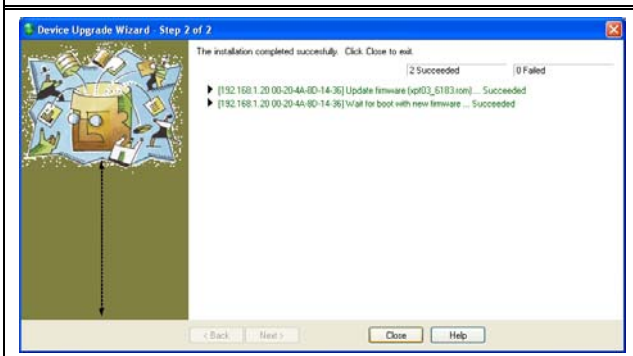 Device Upgrade Wizard - Step 2 of 2
The installation completed succesfully. Click Close to exit.
2 Succeeded 0 Failed
[192.168.1.20 00-20-4A-8D-14-36] Update firmware (xpt03_6183.rom) ... Succeeded
[192.168.1.20 00-20-4A-8D-14-36] Wait for boot with new firmware ... Succeeded
< Back Next > Close Help